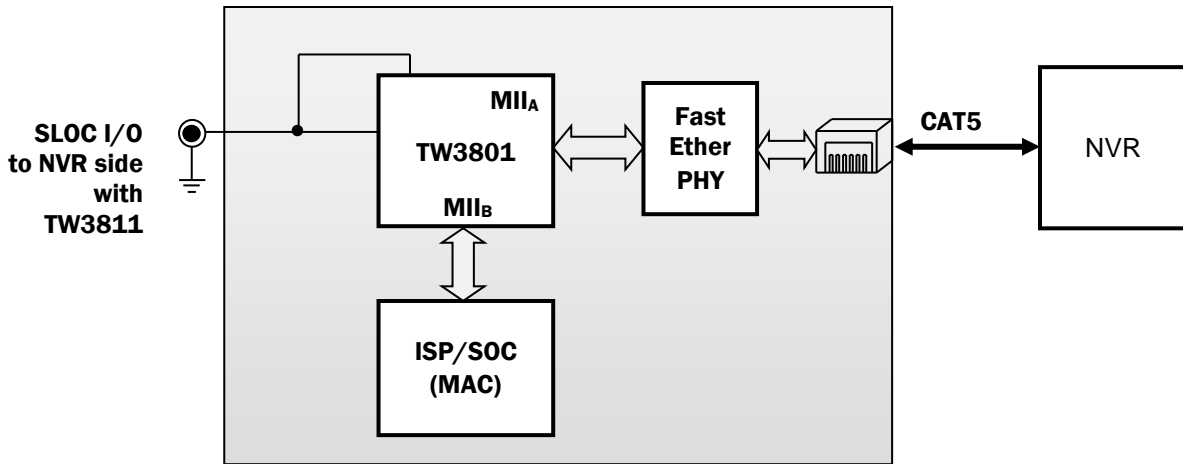 SLOC I/O
to NVR side
with
TW3811
MIIA
TW3801
MIIB
Fast
Ether
PHY
CAT5
NVR
ISP/SOC
(MAC)